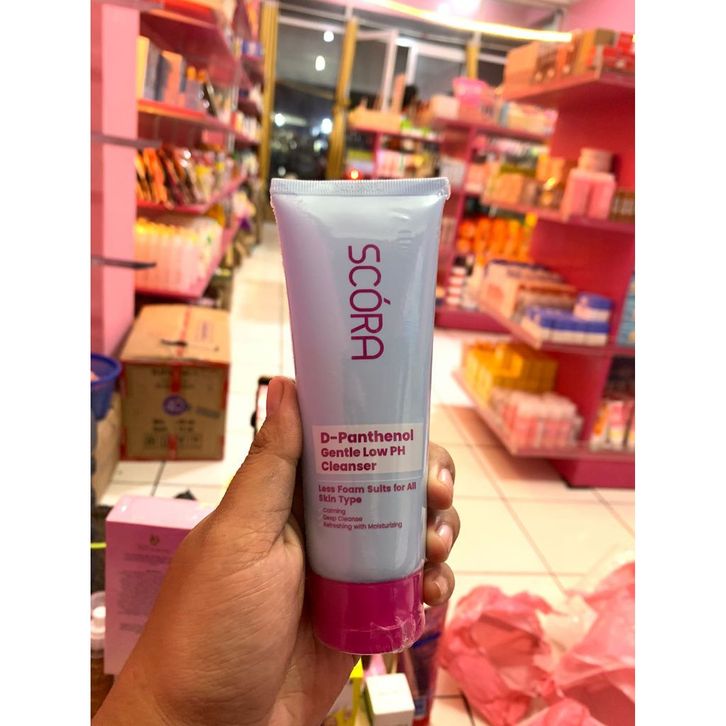 SCÓRA
D-Panthenol
Gentle Low PH
Cleanser
Less Foam Suits for All
Skin Type
Calming
Deep Cleanse
Refreshing with Moisturizing